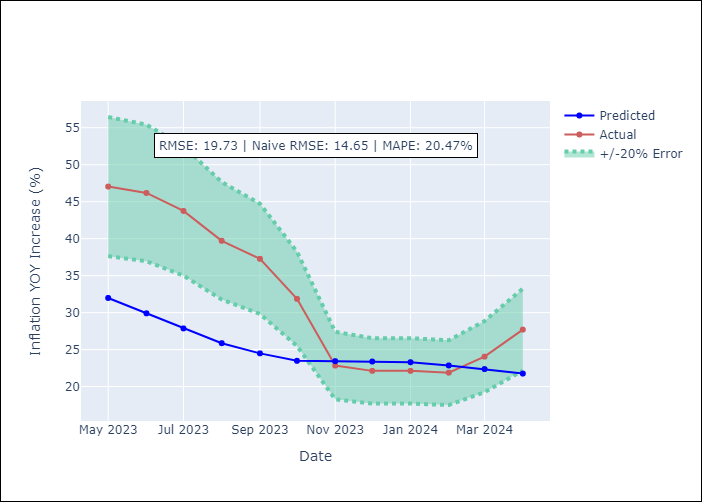 Predicted
Actual
+/-20% Error
RMSE: 19.73 | Naive RMSE: 14.65 | MAPE: 20.47%
Inflation YOY Increase (%)
55
50
45
40
35
30
25
20
May 2023 Jul 2023 Sep 2023 Nov 2023 Jan 2024 Mar 2024
Date